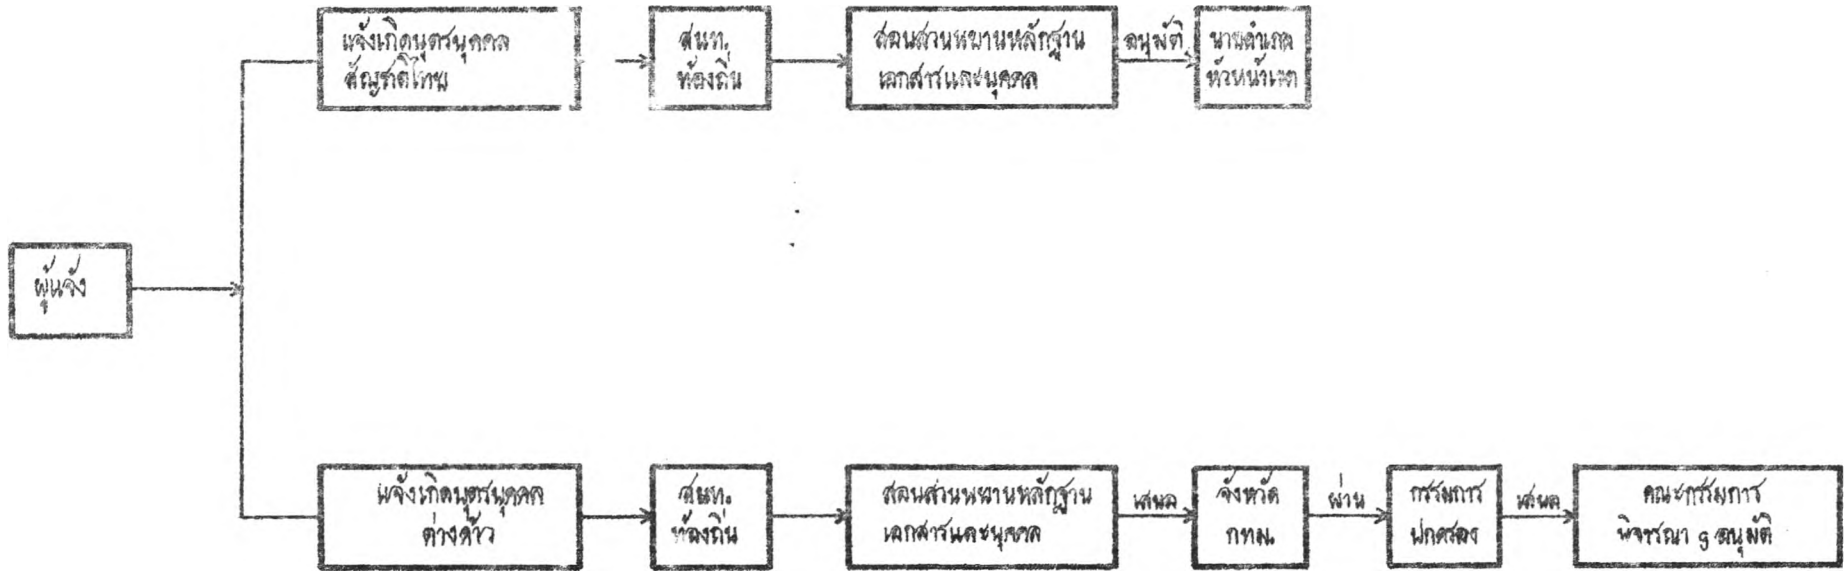 แจ้งเกิดบุตรบุคคล
สัญชาติไทย
สนท.
ท้องถิ่น
สอบสวนพยานหลักฐาน
เอกสารและบุคคล
อนุมัติ
นายอำเภอ
หัวหน้าเขต
ผู้แจ้ง
แจ้งเกิดบุตรบุคคล
ต่างด้าว
สนท.
ท้องถิ่น
สอบสวนพยานหลักฐาน
เอกสารและบุคคล
เสนอ
จังหวัด
กทม.
ผ่าน
กรมการ
ปกครอง
เสนอ
คณะกรรมการ
พิจารณา ฯ อนุมัติ